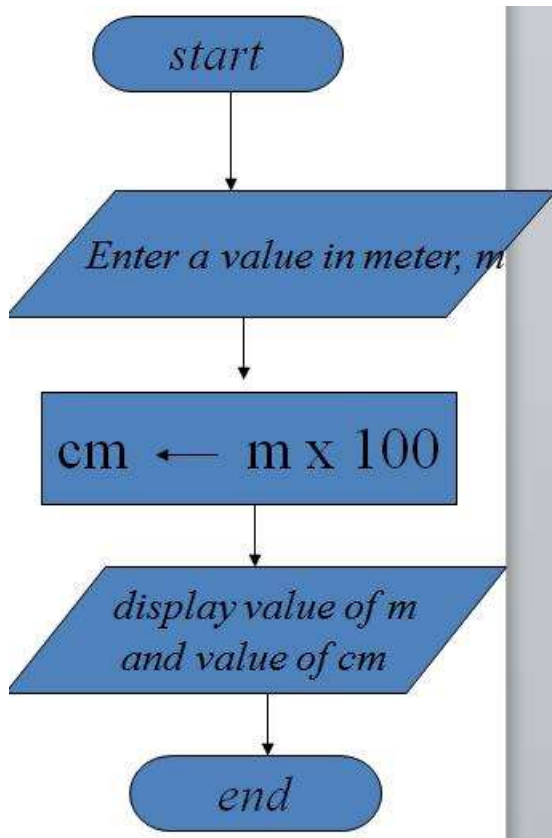 start
Enter a value in meter, m
cm ← m x 100
display value of m
and value of cm
end